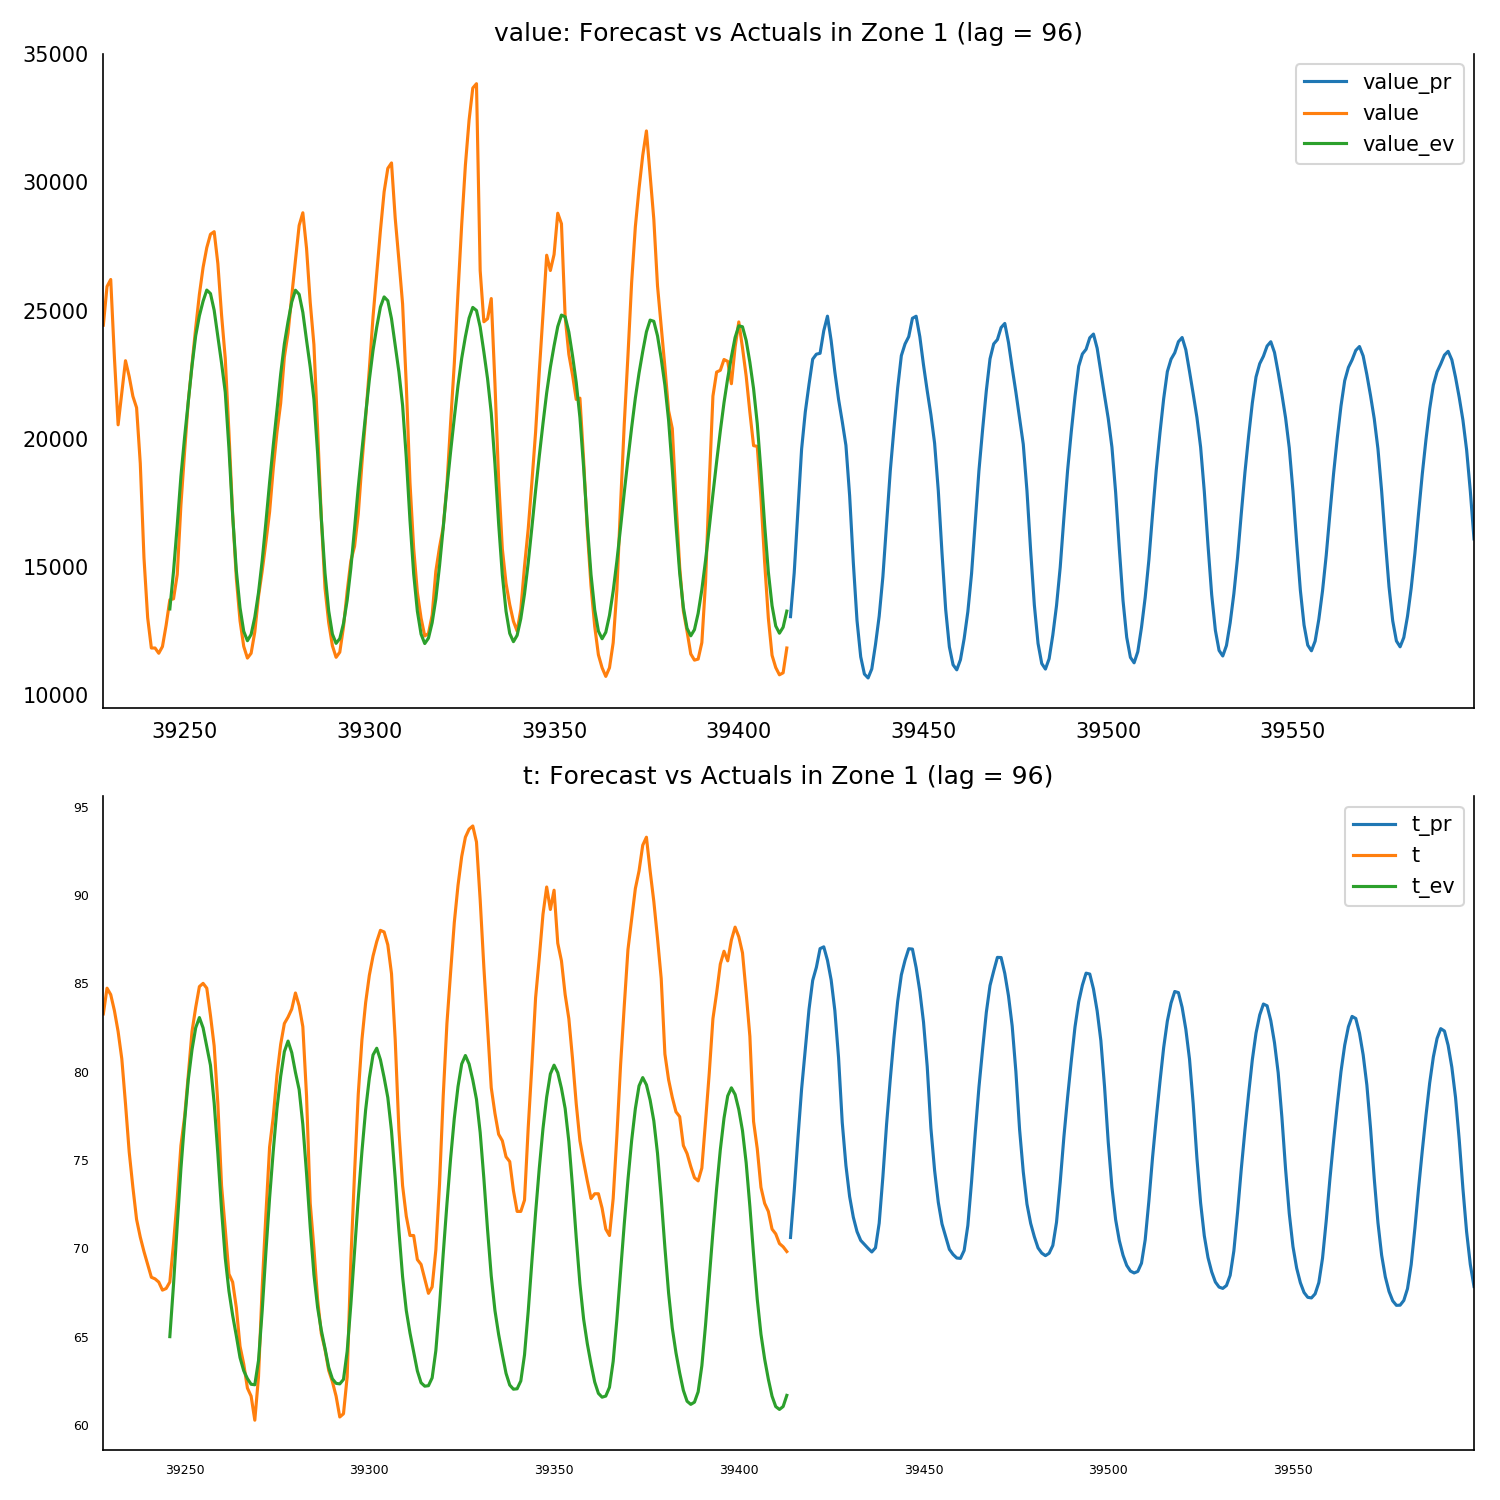 value: Forecast vs Actuals in Zone 1 (lag = 96)
35000
30000
25000
20000
15000
10000
value_pr
value
value_ev
39250 39300 39350 39400 39450 39500 39550
t: Forecast vs Actuals in Zone 1 (lag = 96)
95
90
85
80
75
70
65
60
t_pr
t
t_ev
39250 39300 39350 39400 39450 39500 39550